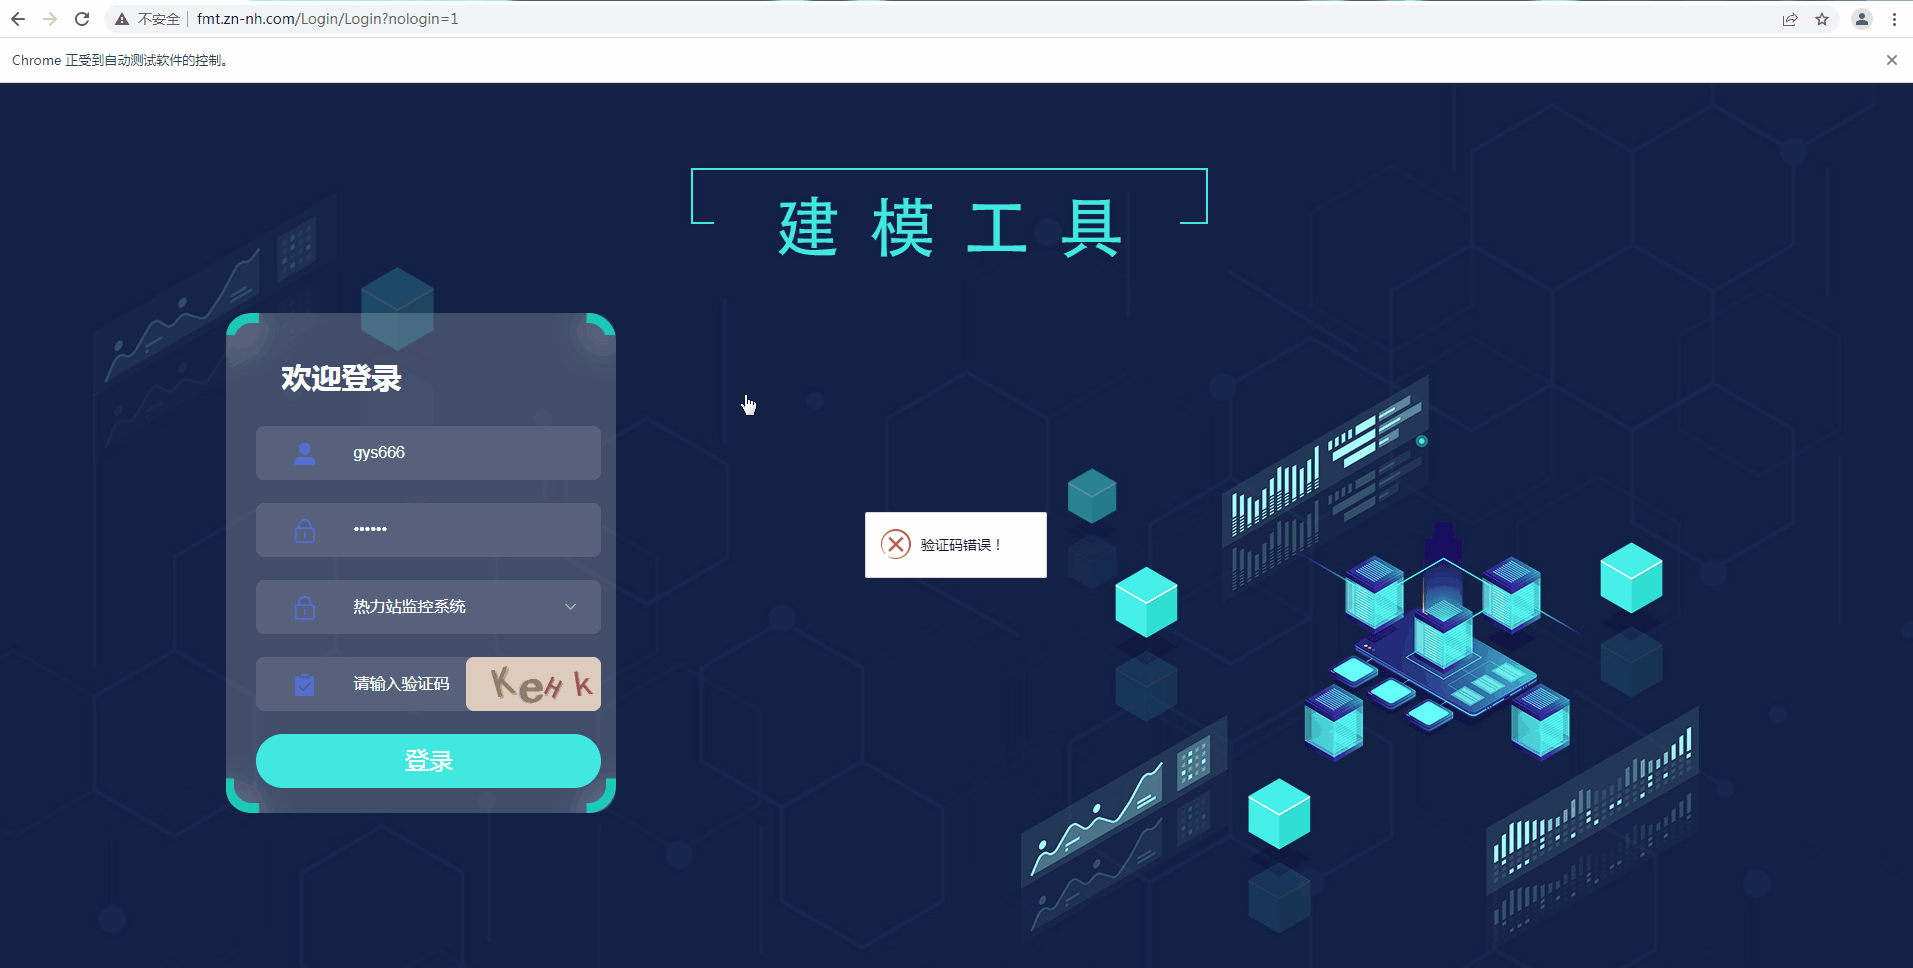 不安全 | fmt.zn-nh.com/Login/Login?nologin=1
Chrome 正受到自动测试软件的控制。
建模工具
欢迎登录
gys666
••••••
热力站监控系统
请输入验证码
KeHk
登录
验证码错误！